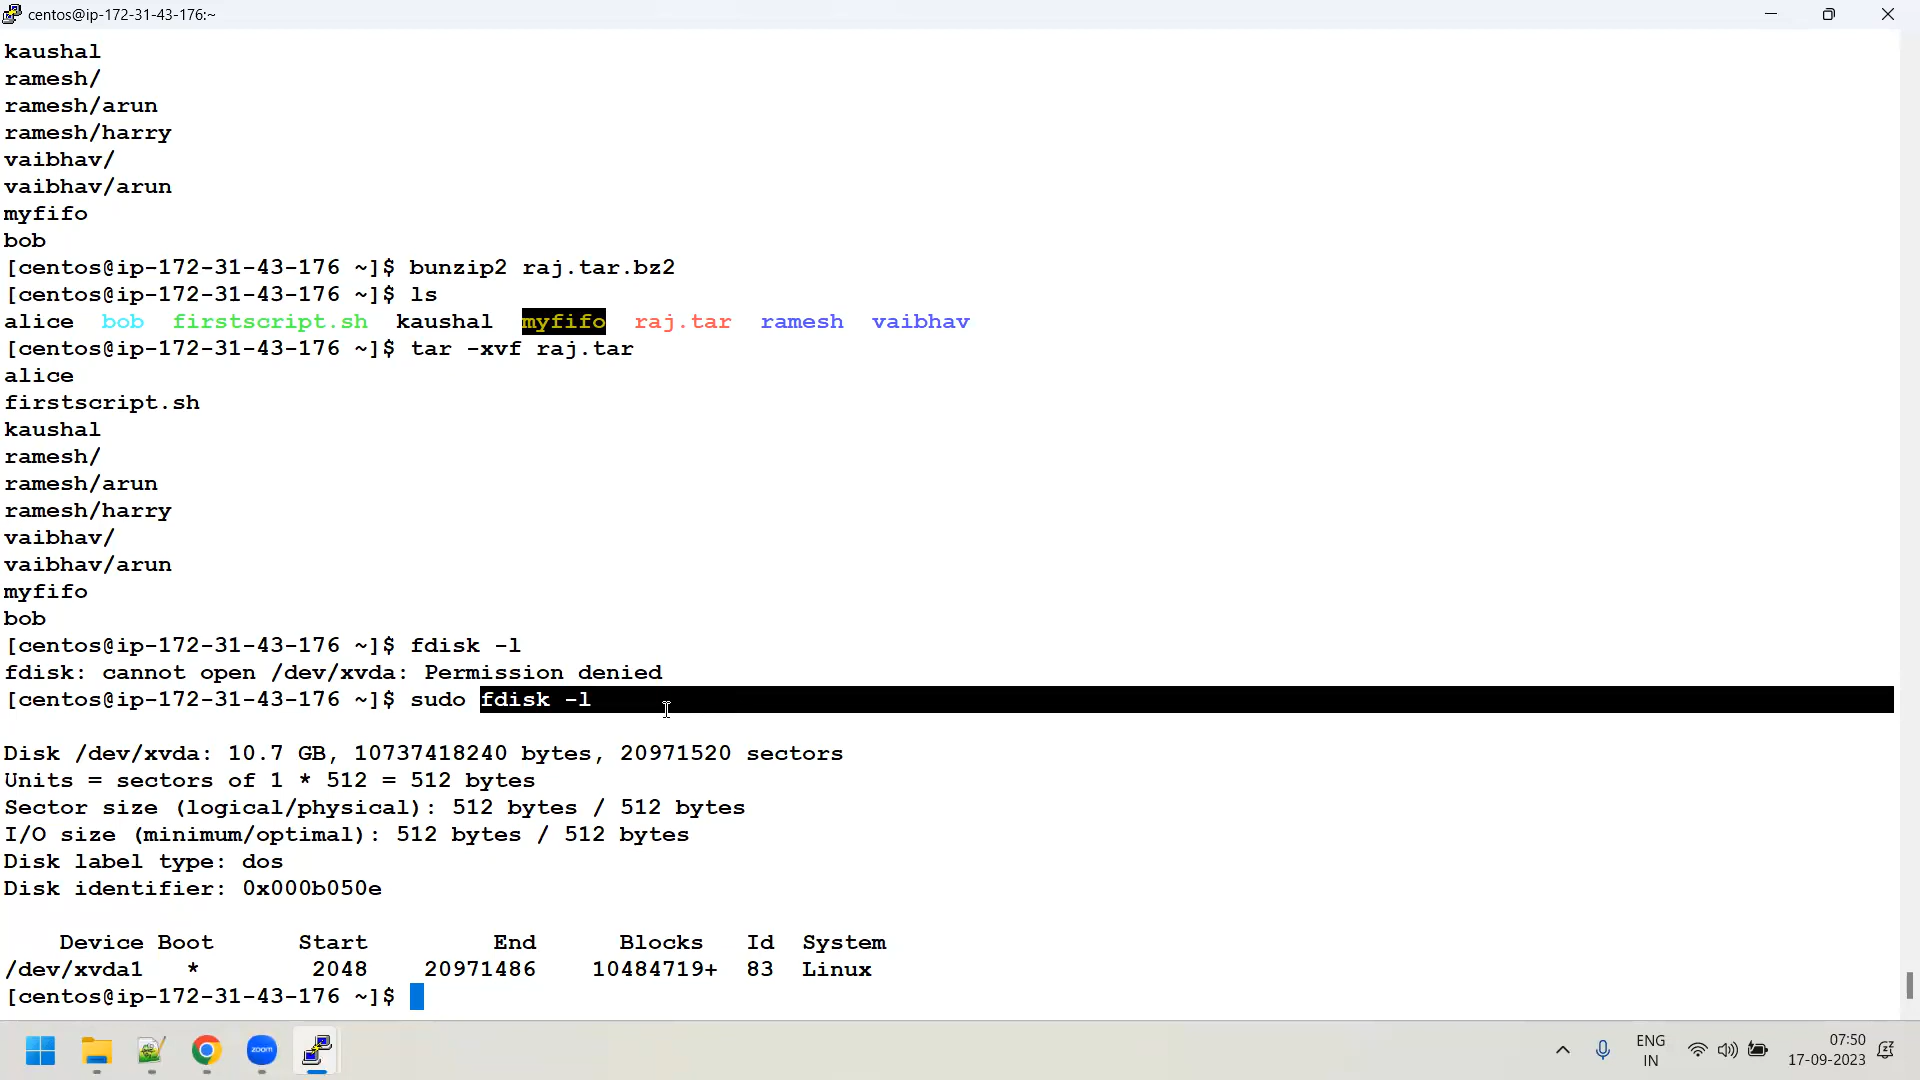 centos@ip-172-31-43-176:~
kaushal
ramesh/
ramesh/arun
ramesh/harry
vaibhav/
vaibhav/arun
myfifo
bob
[centos@ip-172-31-43-176 ~]$ bunzip2 raj.tar.bz2
[centos@ip-172-31-43-176 ~]$ ls
alice  bob  firstscript.sh  kaushal  myfifo  raj.tar  ramesh  vaibhav
[centos@ip-172-31-43-176 ~]$ tar -xvf raj.tar
alice
firstscript.sh
kaushal
ramesh/
ramesh/arun
ramesh/harry
vaibhav/
vaibhav/arun
myfifo
bob
[centos@ip-172-31-43-176 ~]$ fdisk -l
fdisk: cannot open /dev/xvda: Permission denied
[centos@ip-172-31-43-176 ~]$ sudo fdisk -l
Disk /dev/xvda: 10.7 GB, 10737418240 bytes, 20971520 sectors
Units = sectors of 1 * 512 = 512 bytes
Sector size (logical/physical): 512 bytes / 512 bytes
I/O size (minimum/optimal): 512 bytes / 512 bytes
Disk label type: dos
Disk identifier: 0x000b050e
Device Boot      Start         End      Blocks   Id  System
/dev/xvda1   *        2048    20971486    10484719+  83  Linux
[centos@ip-172-31-43-176 ~]$
zoom
ENG
IN
07:50
17-09-2023